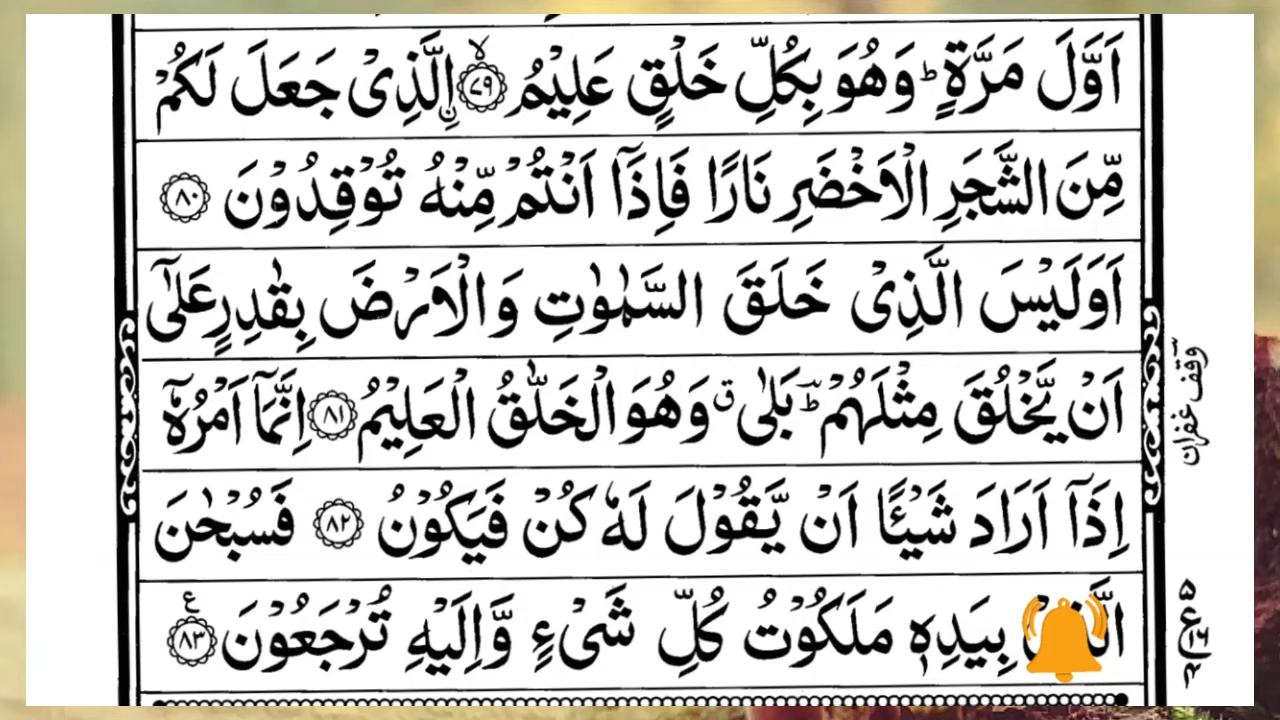 اَوَّلَ مَرَّةٍ ؕ وَهُوَ بِكُلِّ خَلْقٍ عَلِيْمُ ۙ﴿۷۹﴾ اِ۟لَّذِىْ جَعَلَ لَكُمْ
مِّنَ الشَّجَرِ الْاَخْضَرِ نَارًا فَاِذَاۤ اَنْتُمْ مِّنْهُ تُوْقِدُوْنَ ﴿۸۰﴾
اَوَلَيْسَ الَّذِىْ خَلَقَ السَّمٰوٰتِ وَالْاَرْضَ بِقٰدِرٍ عَلٰٓى
اَنْ يَّخْلُقَ مِثْلَهُمْ ؕ بَلٰى ۗ وَهُوَ الْخَلّٰقُ الْعَلِيْمُ ﴿۸۱﴾ اِنَّمَاۤ اَمْرُهٗۤ
اِذَاۤ اَرَادَ شَيْـًٔا اَنْ يَّقُوْلَ لَهٗ كُنْ فَيَكُوْنُ ﴿۸۲﴾ فَسُبْحٰنَ
بِيَدِهٖ مَلَكُوْتُ كُلِّ شَىْءٍ وَّاِلَيْهِ تُرْجَعُوْنَ ﴿۸۳﴾ ع
وقف غفران